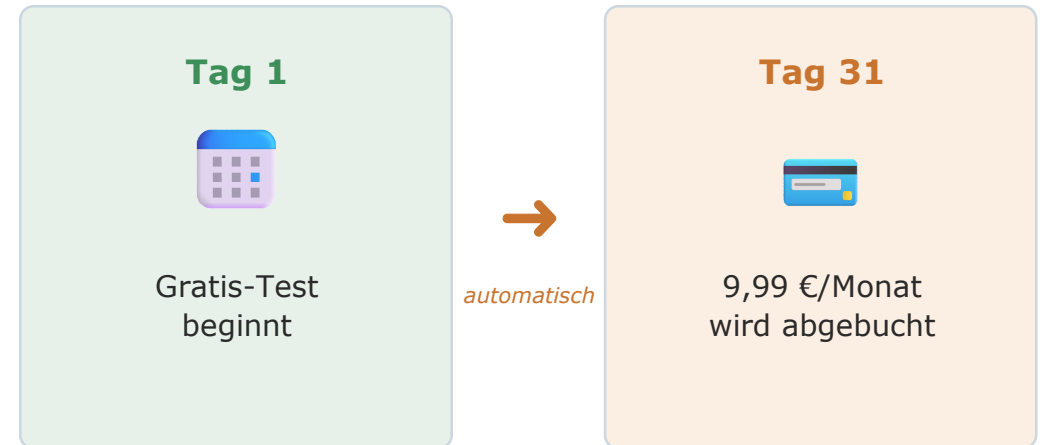 Tag 1
Gratis-Test
beginnt
automatisch
Tag 31
9,99 €/Monat
wird abgebucht